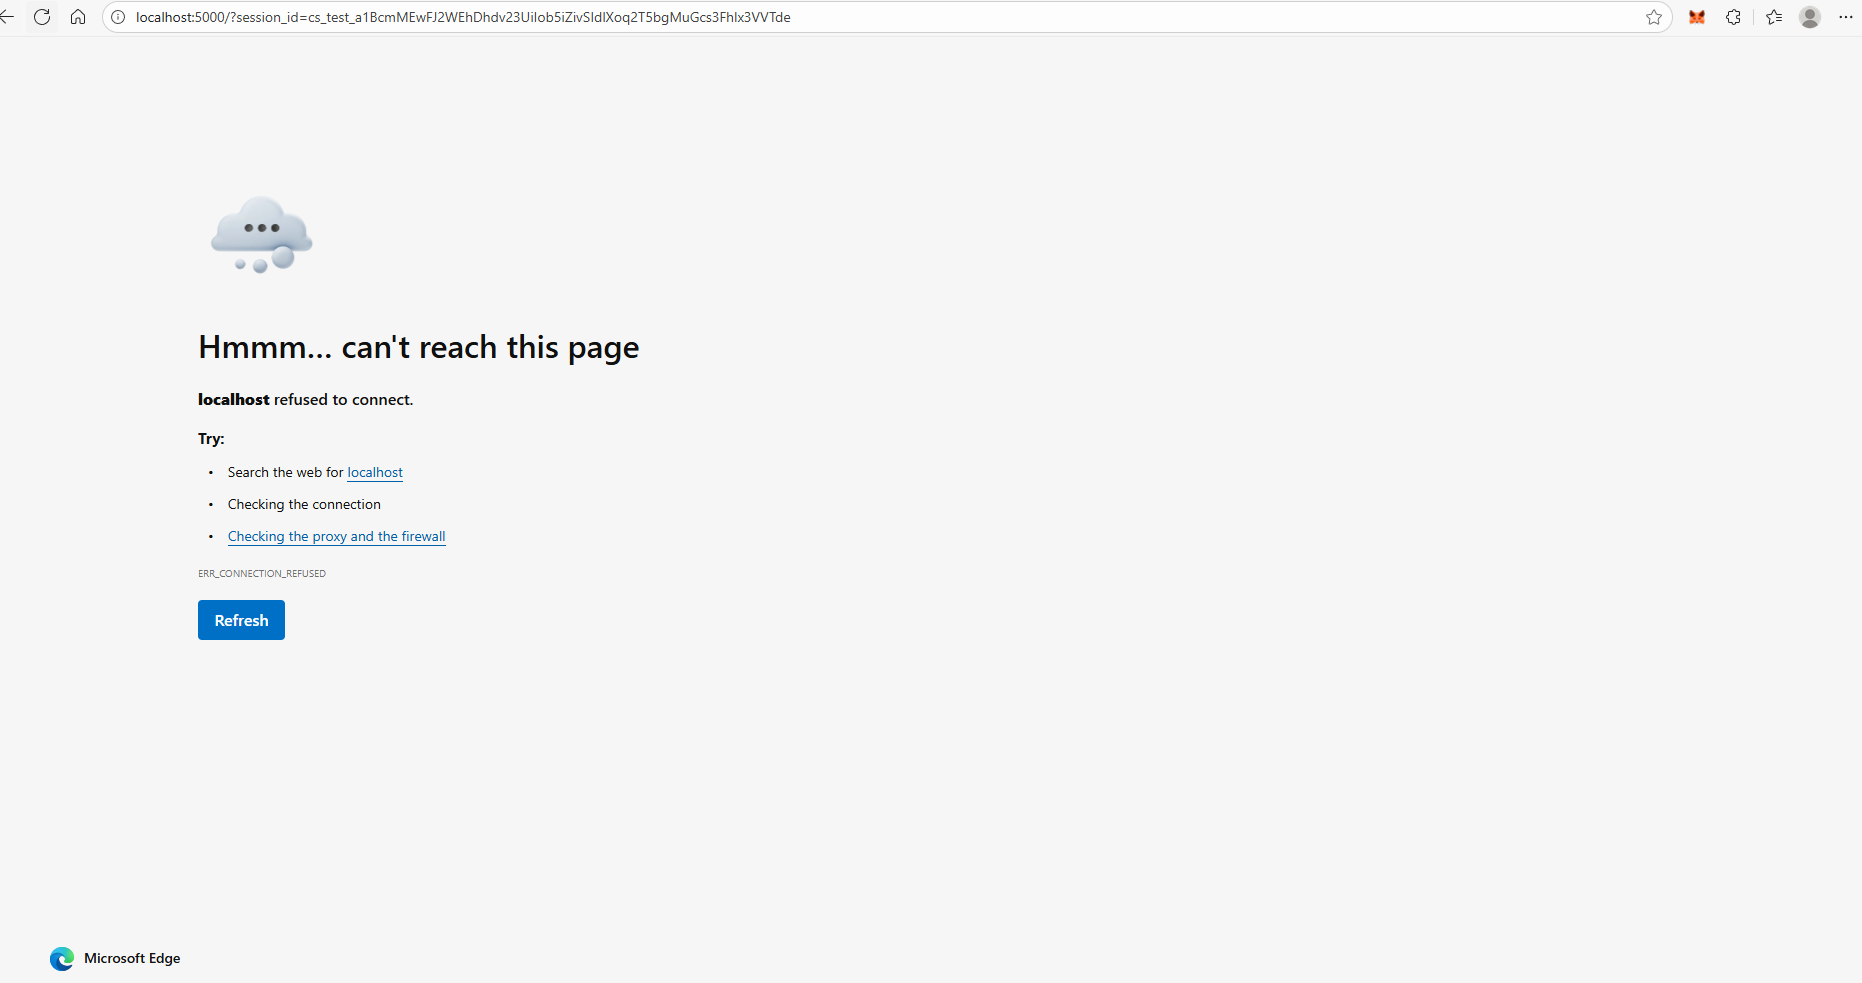 localhost:5000/?session_id=cs_test_a1BcmMEwFJ2WEhDhdv23Uilob5iZivSldlXoq2T5bgMuGcs3Fhlx3VVTde
Hmmm... can't reach this page
localhost refused to connect.
Try:
• Search the web for localhost
• Checking the connection
• Checking the proxy and the firewall
ERR_CONNECTION_REFUSED
Refresh
Microsoft Edge